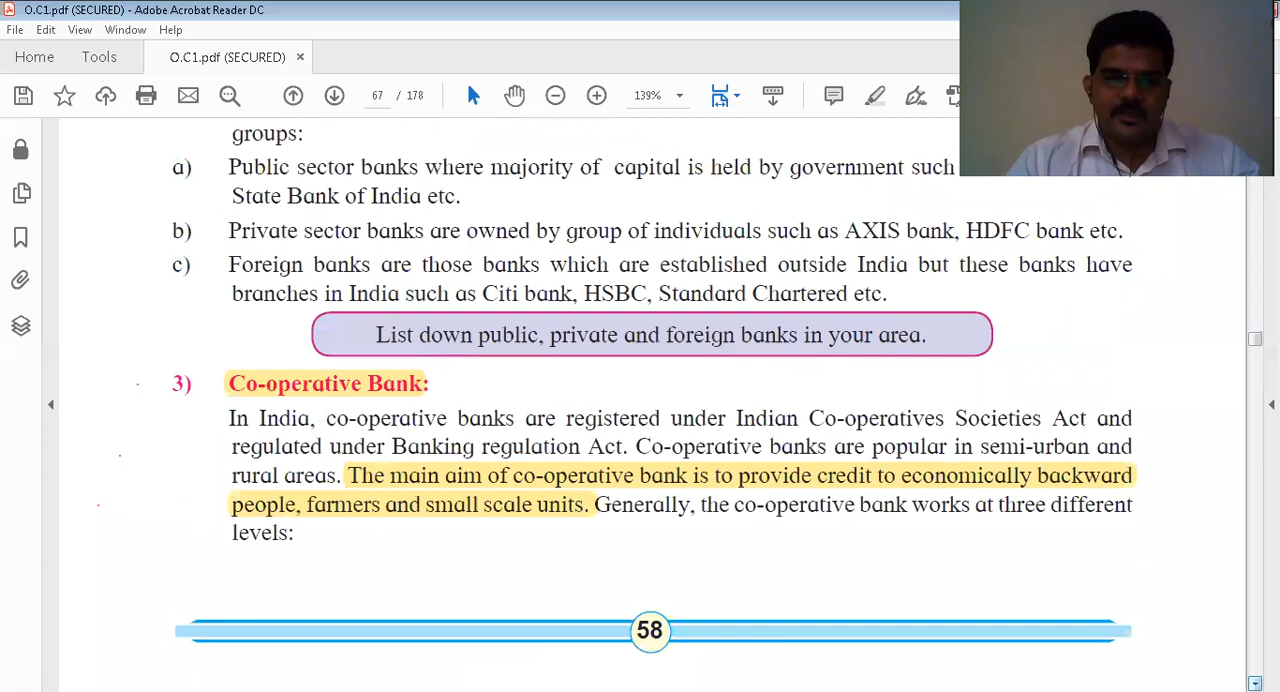 O.C1.pdf (SECURED) - Adobe Acrobat Reader DC
File Edit View Window Help
Home Tools O.C1.pdf (SECURED) ×
67 / 178 139%
groups:
a) Public sector banks where majority of capital is held by government such
State Bank of India etc.
b) Private sector banks are owned by group of individuals such as AXIS bank, HDFC bank etc.
c) Foreign banks are those banks which are established outside India but these banks have
branches in India such as Citi bank, HSBC, Standard Chartered etc.
List down public, private and foreign banks in your area.
3) Co-operative Bank:
In India, co-operative banks are registered under Indian Co-operatives Societies Act and
regulated under Banking regulation Act. Co-operative banks are popular in semi-urban and
rural areas. The main aim of co-operative bank is to provide credit to economically backward
people, farmers and small scale units. Generally, the co-operative bank works at three different
levels:
58